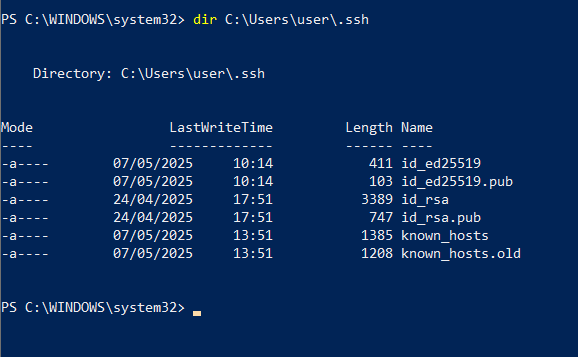 PS C:\WINDOWS\system32> dir C:\Users\user\.ssh
Directory: C:\Users\user\.ssh
Mode LastWriteTime Length Name
---- ------------- ------ ----
-a---- 07/05/2025 10:14 411 id_ed25519
-a---- 07/05/2025 10:14 103 id_ed25519.pub
-a---- 24/04/2025 17:51 3389 id_rsa
-a---- 24/04/2025 17:51 747 id_rsa.pub
-a---- 07/05/2025 13:51 1385 known_hosts
-a---- 07/05/2025 13:51 1208 known_hosts.old
PS C:\WINDOWS\system32>